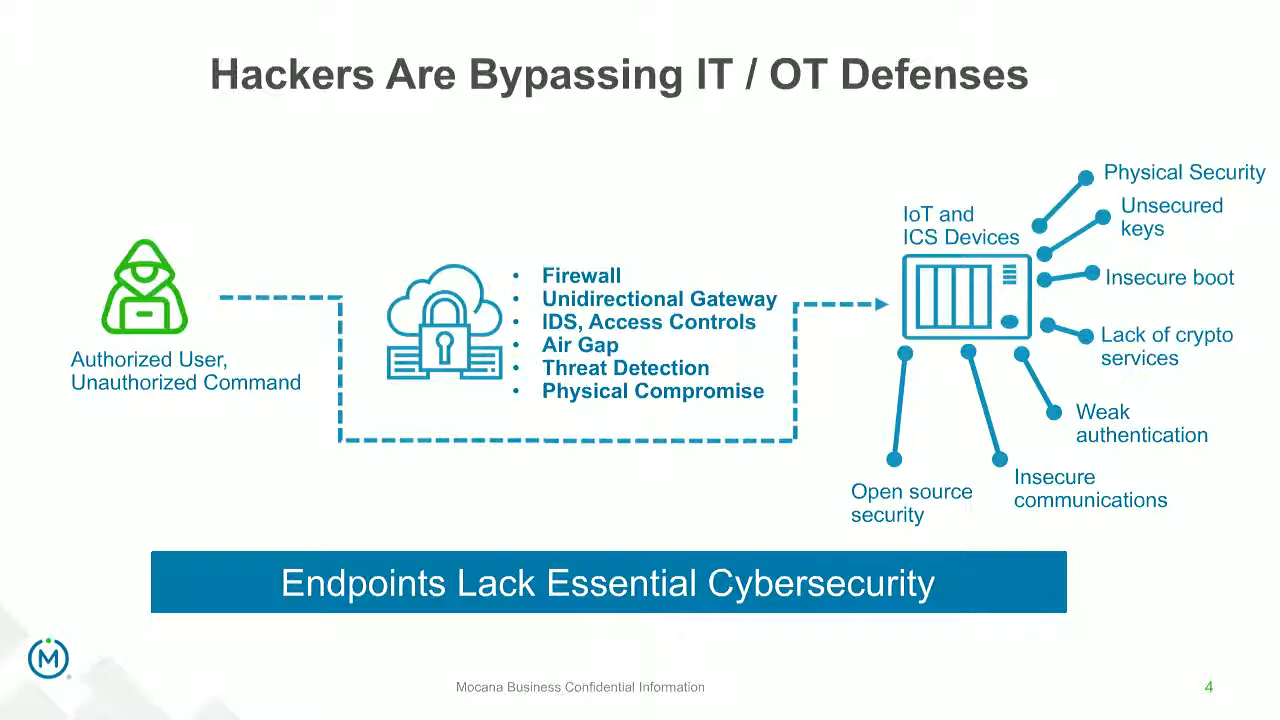 Hackers Are Bypassing IT / OT Defenses
Authorized User,
Unauthorized Command
• Firewall
• Unidirectional Gateway
• IDS, Access Controls
• Air Gap
• Threat Detection
• Physical Compromise
IoT and
ICS Devices
Physical Security
Unsecured
keys
Insecure boot
Lack of crypto
services
Weak
authentication
Insecure
communications
Open source
security
Endpoints Lack Essential Cybersecurity
M
Mocana Business Confidential Information
4